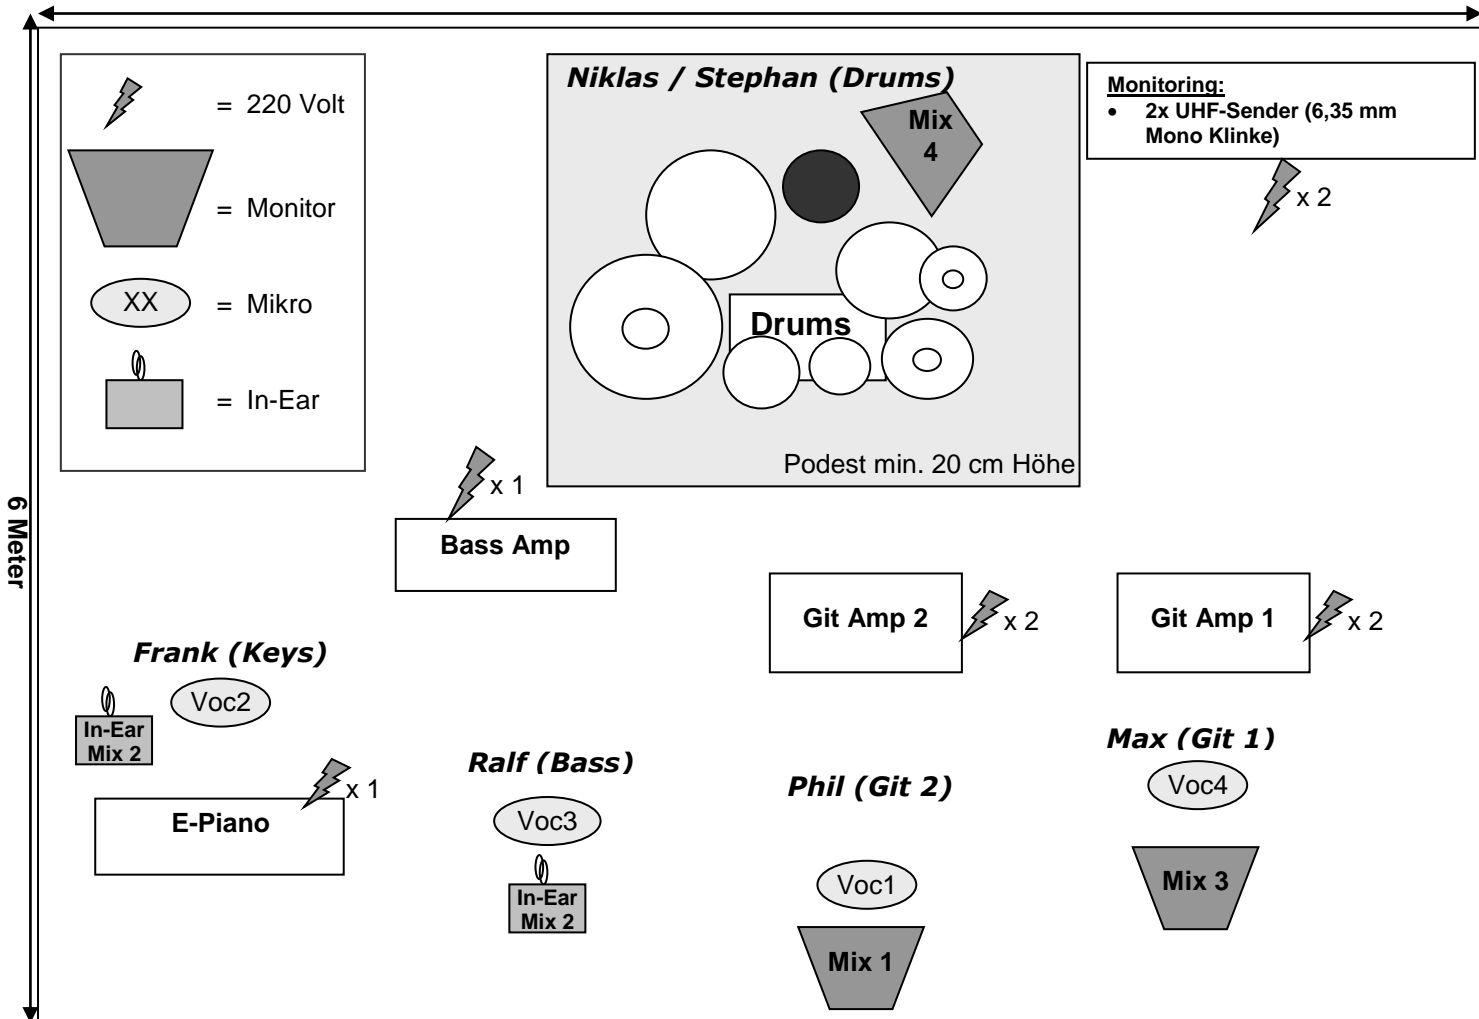 = 220 Volt
= Monitor
XX = Mikro
= In-Ear
Niklas / Stephan (Drums)
Mix
4
Drums
Podest min. 20 cm Höhe
Monitoring:
• 2x UHF-Sender (6,35 mm
Mono Klinke)
x 2
6 Meter
x 1
Bass Amp
Git Amp 2
x 2
Git Amp 1
x 2
Frank (Keys)
Voc2
In-Ear
Mix 2
x 1
E-Piano
Ralf (Bass)
Voc3
In-Ear
Mix 2
Phil (Git 2)
Voc1
Mix 1
Max (Git 1)
Voc4
Mix 3